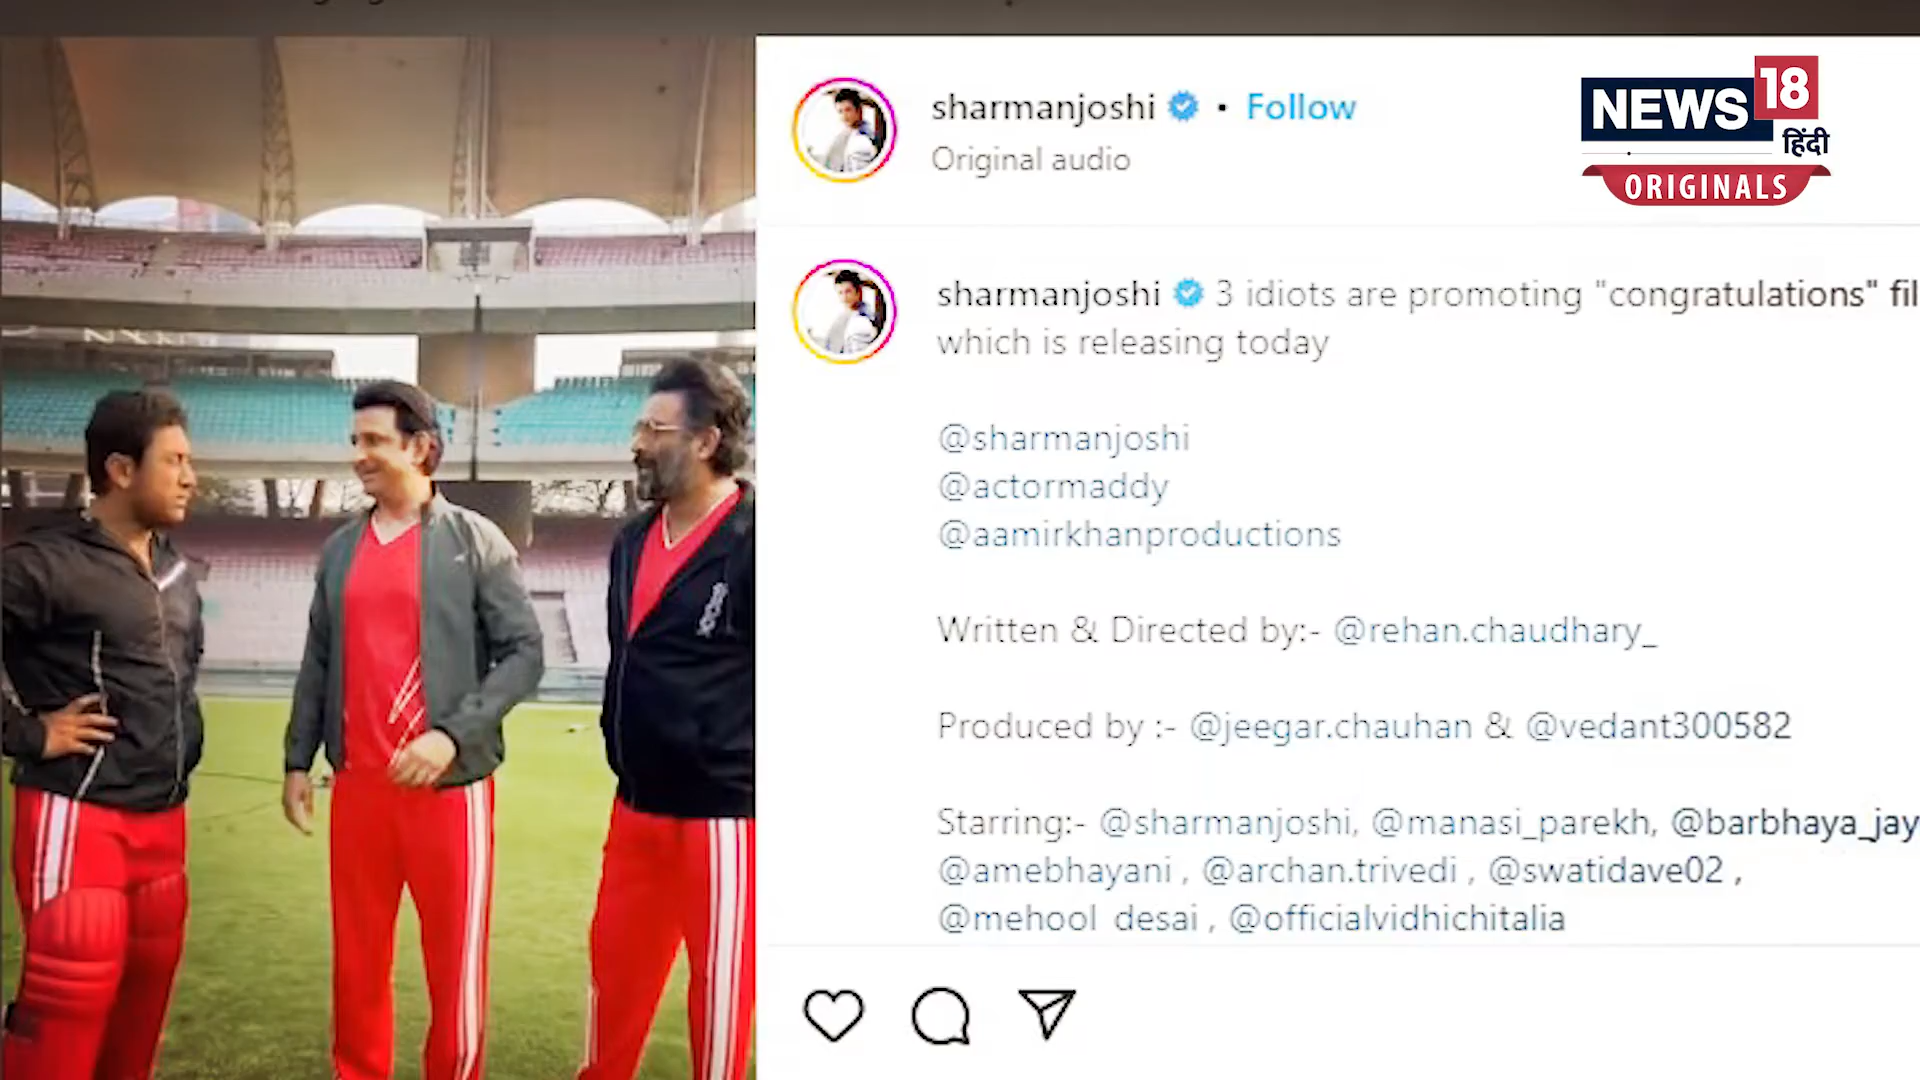 sharmanjoshi • Follow
Original audio
NEWS 18
हिंदी
ORIGINALS
sharmanjoshi 3 idiots are promoting "congratulations" fil
which is releasing today
@sharmanjoshi
@actormaddy
@aamirkhanproductions
Written & Directed by:- @rehan.chaudhary_
Produced by :- @jeegar.chauhan & @vedant300582
Starring:- @sharmanjoshi, @manasi_parekh, @barbhaya_jay
@amebhayani , @archan.trivedi , @swatidave02 ,
@mehool_desai , @officialvidhichitalia